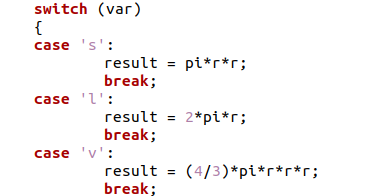 switch (var)
{
case 's':
result = pi*r*r;
break;
case 'l':
result = 2*pi*r;
break;
case 'v':
result = (4/3)*pi*r*r*r;
break;